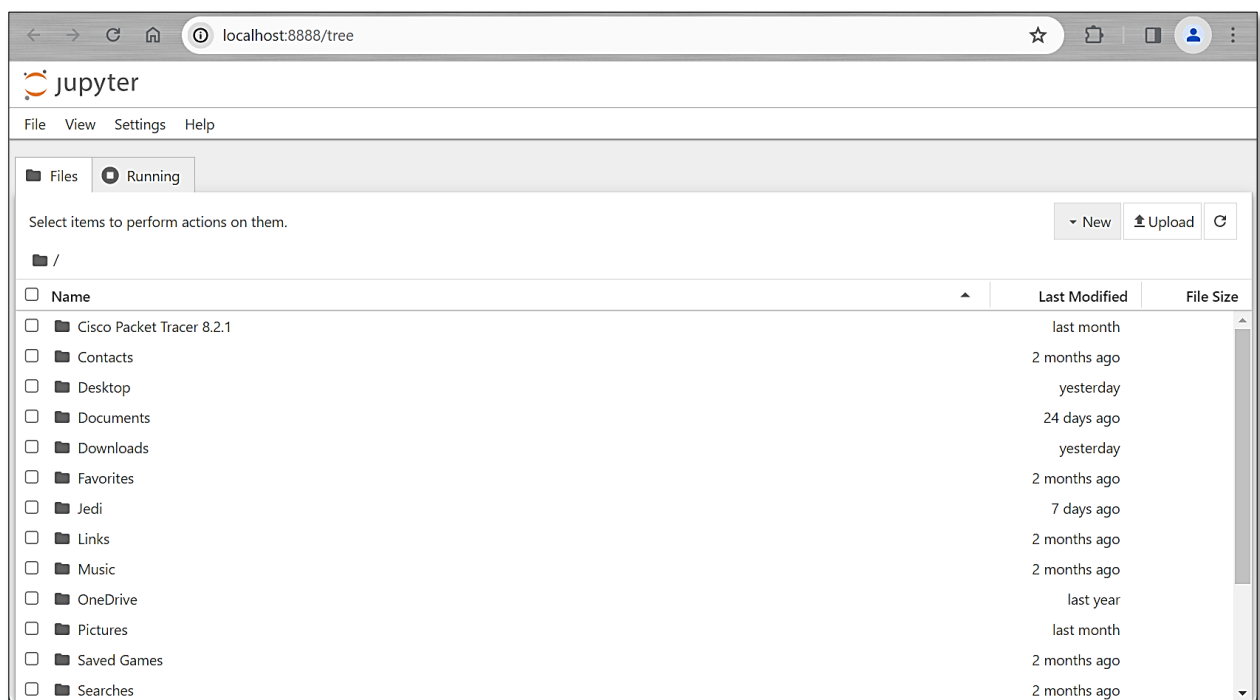 localhost:8888/tree
jupyter
File View Settings Help
Files Running
Select items to perform actions on them. New Upload
/
Name Last Modified File Size
Cisco Packet Tracer 8.2.1 last month
Contacts 2 months ago
Desktop yesterday
Documents 24 days ago
Downloads yesterday
Favorites 2 months ago
Jedi 7 days ago
Links 2 months ago
Music 2 months ago
OneDrive last year
Pictures last month
Saved Games 2 months ago
Searches 2 months ago